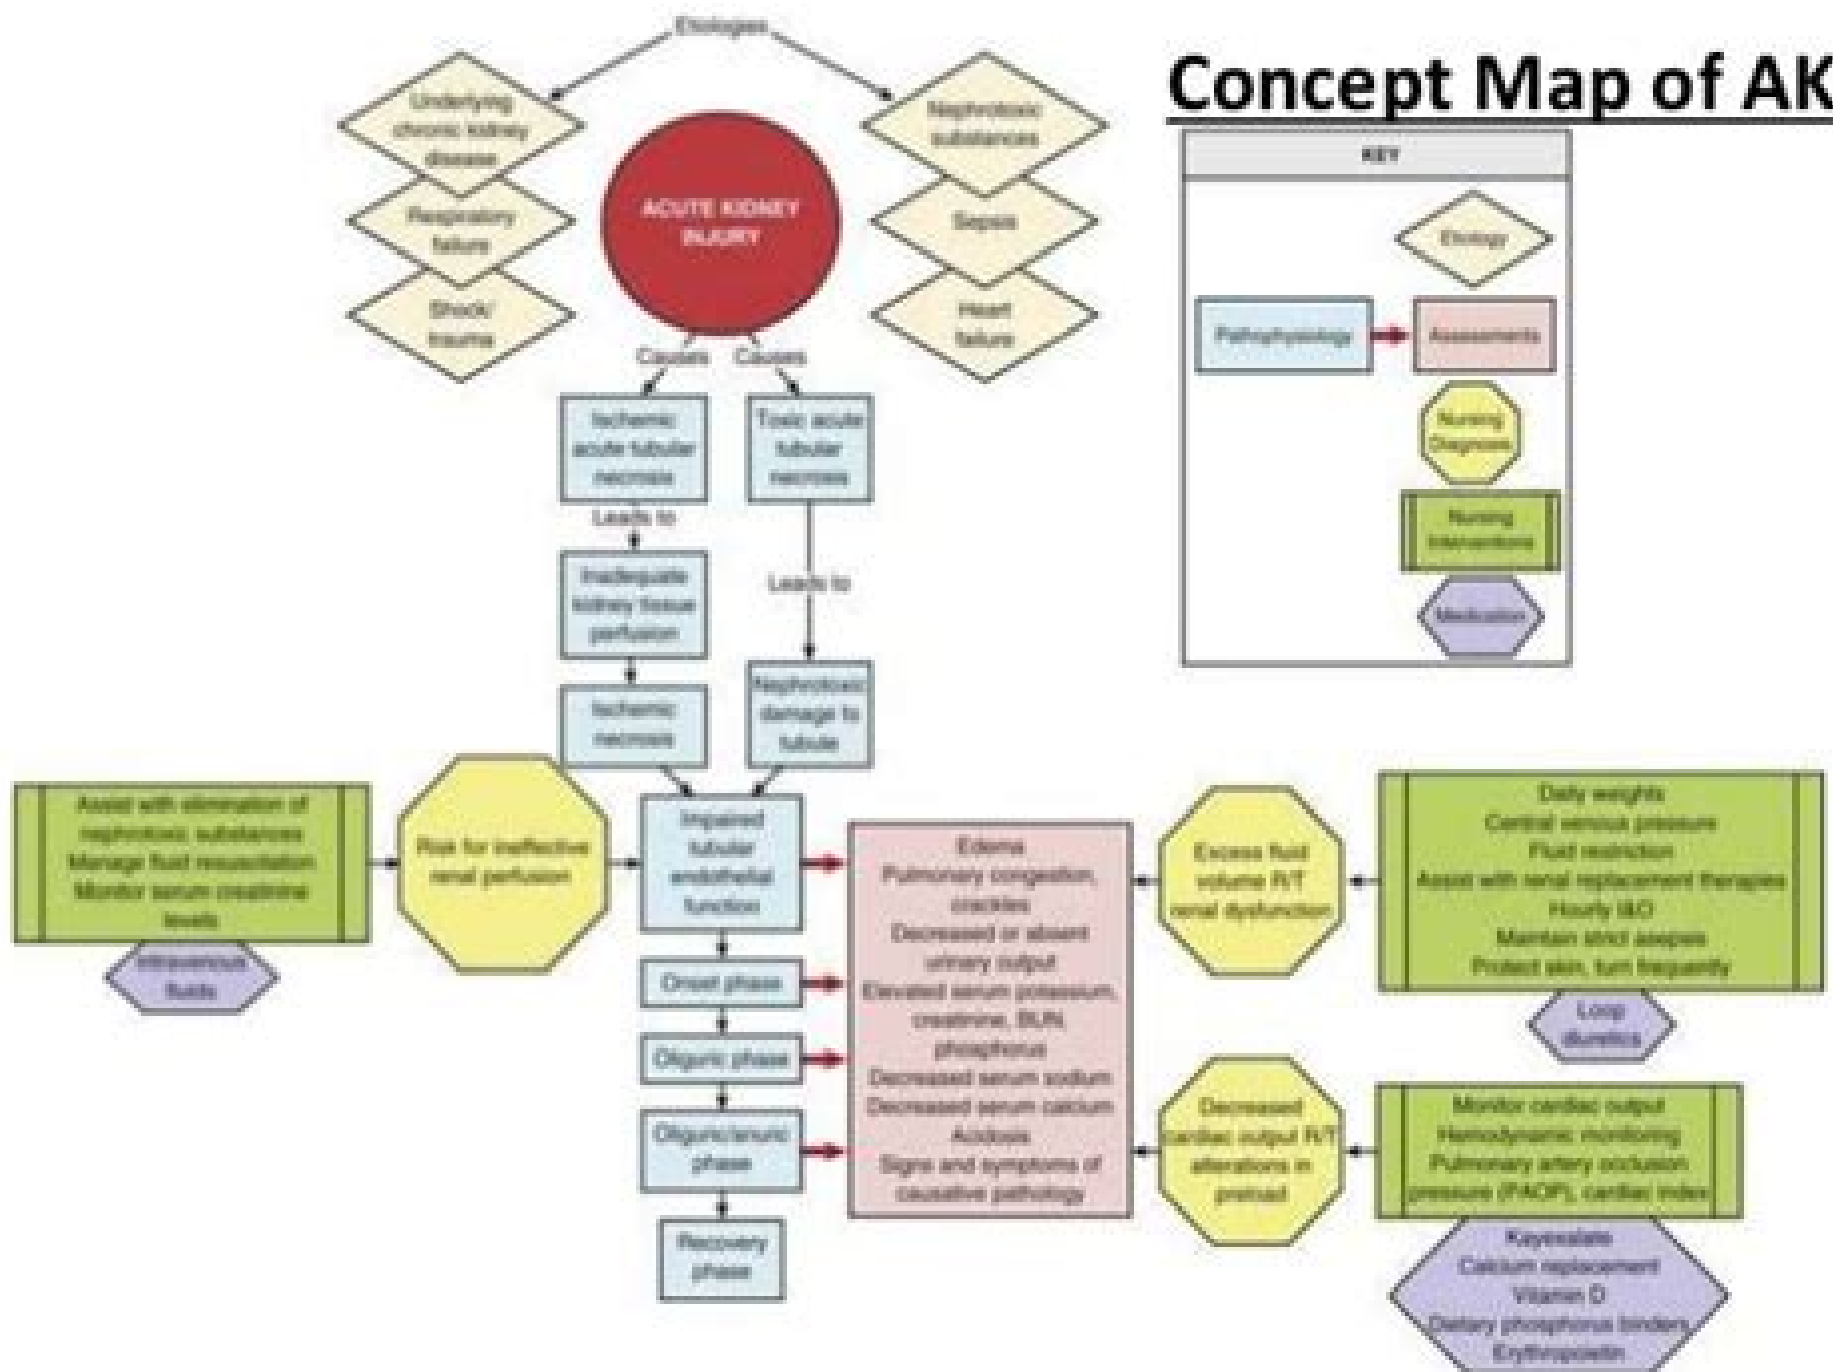 Etiologies
Concept Map of AK
Underlying
chronic kidney
disease
Respiratory
failure
Shock/
trauma
ACUTE KIDNEY
INJURY
Nephrotoxic
substances
Sepsis
Heart
failure
KEY
Etiology
Pathophysiology
Assessments
Nursing
Diagnosis
Nursing
Interventions
Medication
Causes
Causes
Ischemic
acute tubular
necrosis
Toxic acute
tubular
necrosis
Leads to
Leads to
Inadequate
kidney tissue
perfusion
Ischemic
necrosis
Nephrotoxic
damage to
tubule
Assist with elimination of
nephrotoxic substances
Manage fluid resuscitation
Monitor serum creatinine
levels
Intravenous
fluids
Risk for ineffective
renal perfusion
Impaired
tubular
endothelial
function
Onset phase
Oliguric phase
Oliguric/anuric
phase
Recovery
phase
Edema
Pulmonary congestion,
crackles
Decreased or absent
urinary output
Elevated serum potassium,
creatinine, BUN,
phosphorus
Decreased serum sodium
Decreased serum calcium
Acidosis
Signs and symptoms of
causative pathology
Excess fluid
volume R/T
renal dysfunction
Daily weights
Central venous pressure
Fluid restriction
Assist with renal replacement therapies
Hourly I&O
Maintain strict asepsis
Protect skin, turn frequently
Loop
diuretics
Decreased
cardiac output R/T
alterations in
preload
Monitor cardiac output
Hemodynamic monitoring
Pulmonary artery occlusion
pressure (PAOP), cardiac index
Kayexalate
Calcium replacement
Vitamin D
Dietary phosphorus binders
Erythropoietin